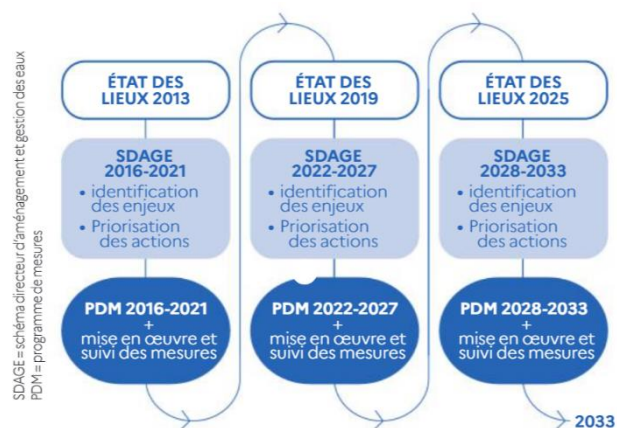 SDAGE = schéma directeur d'aménagement et gestion des eaux
PDM = programme de mesures
ÉTAT DES
LIEUX 2013
SDAGE
2016-2021
• identification
des enjeux
• Priorisation
des actions
PDM 2016-2021
+
mise en œuvre et
suivi des mesures
ÉTAT DES
LIEUX 2019
SDAGE
2022-2027
• identification
des enjeux
• Priorisation
des actions
PDM 2022-2027
+
mise en œuvre et
suivi des mesures
ÉTAT DES
LIEUX 2025
SDAGE
2028-2033
• identification
des enjeux
• Priorisation
des actions
PDM 2028-2033
+
mise en œuvre et
suivi des mesures
2033